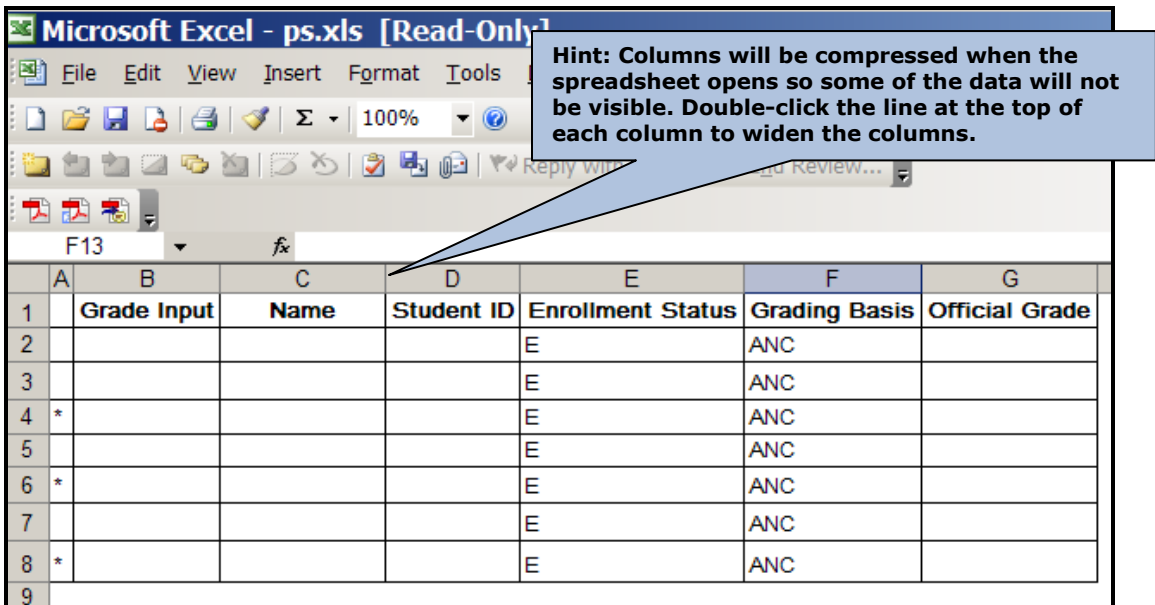 Microsoft Excel - ps.xls [Read-Only]
Hint: Columns will be compressed when the
spreadsheet opens so some of the data will not
be visible. Double-click the line at the top of
each column to widen the columns.
File Edit View Insert Format Tools
Σ 100%
Reply with Review...
F13 fx
A B C D E F G
1 Grade Input Name Student ID Enrollment Status Grading Basis Official Grade
2 E ANC
3 E ANC
4 * E ANC
5 E ANC
6 * E ANC
7 E ANC
8 * E ANC
9